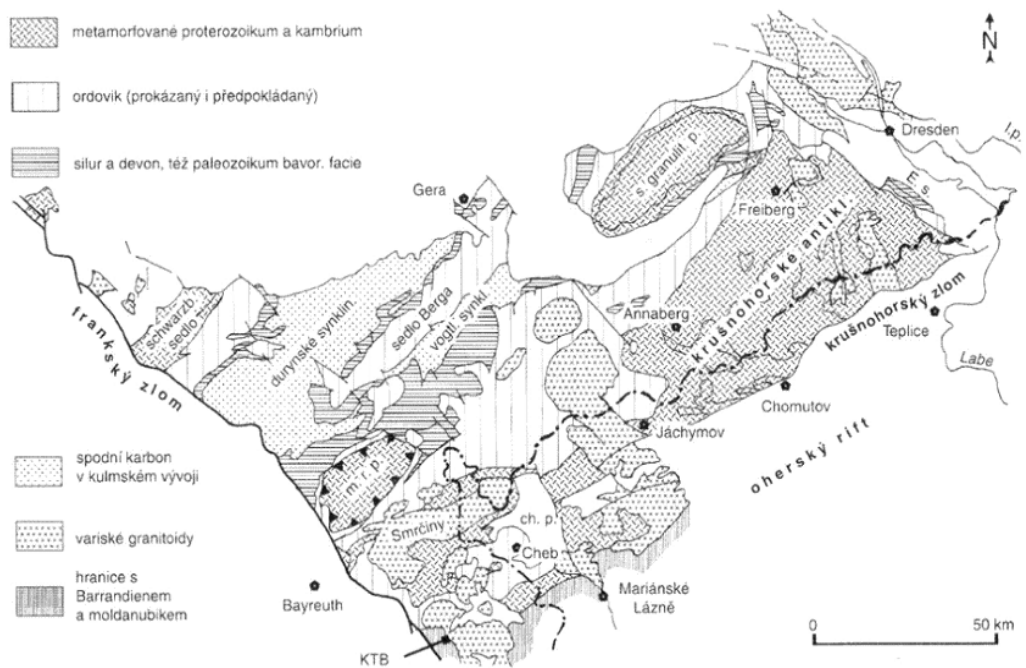 metamorfované proterozoikum a kambrium
ordovik (prokázaný i předpokládaný)
silur a devon, též paleozoikum bavor. facie
N
Dresden
l.p.
s. granulit. p.
m. s.
Freiberg
Gera
krušnohorské antikl.
krušnohorský zlom
Teplice
Labe
Annaberg
Chomutov
Jáchymov
oherský rift
franský zlom
schwarzb.
sedlo
durynské synklin.
sedlo Berga
vogtl. synkl.
m. p.
Smrčiny
ch. p.
Cheb
Mariánské
Lázně
Bayreuth
KTB
spodní karbon
v kulmském vývoji
variské granitoidy
hranice s
Barrandienem
a moldanubikem
0 50 km